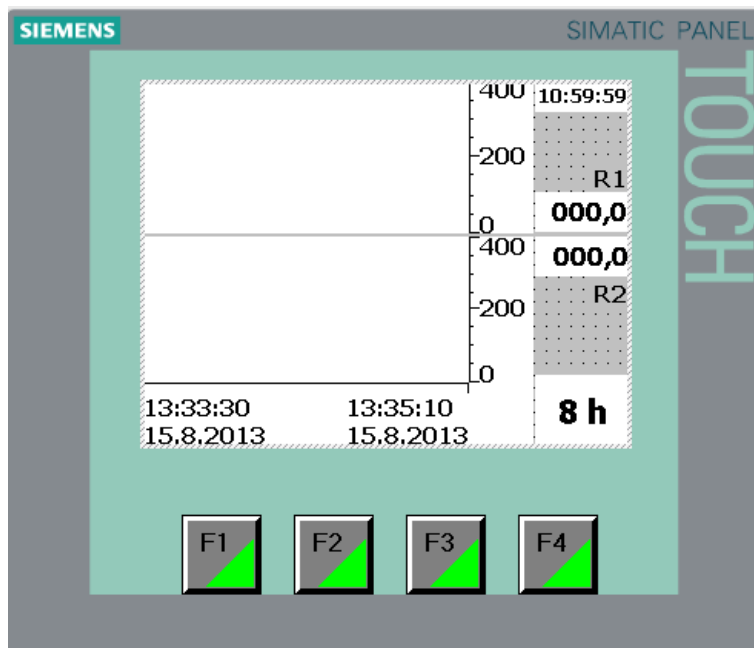 SIEMENS
SIMATIC PANEL
TOUCH
400
10:59:59
200
R1
0
000,0
400
000,0
R2
200
0
13:33:30
13:35:10
8 h
15.8.2013
15.8.2013
F1
F2
F3
F4